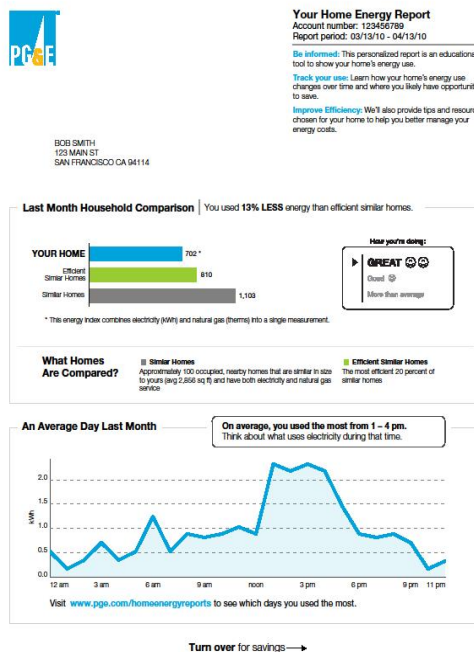 PG&E
Your Home Energy Report
Account number: 123456789
Report period: 03/13/10 - 04/13/10
Be informed: This personalized report is an educationa
tool to show your home's energy use.
Track your use: Learn how your home's energy use
changes over time and where you likely have opportunit
to save.
Improve Efficiency: We'll also provide tips and resour
chosen for your home to help you better manage your
energy costs.
BOB SMITH
123 MAIN ST
SAN FRANCISCO CA 94114
Last Month Household Comparison | You used 13% LESS energy than efficient similar homes.
How you're doing:
YOUR HOME 702 *
GREAT
Efficient
Similar Homes 810
Good
Similar Homes 1,103
More than average
* This energy index combines electricity (kWh) and natural gas (therms) into a single measurement.
What Homes
Are Compared?
Similar Homes
Approximately 100 occupied, nearby homes that are similar in size
to yours (avg 2,856 sq ft) and have both electricity and natural gas
service
Efficient Similar Homes
The most efficient 20 percent of
similar homes
An Average Day Last Month
On average, you used the most from 1 – 4 pm.
Think about what uses electricity during that time.
2.0
1.5
1.0
0.5
0.0
kWh
12 am 3 am 6 am 9 am noon 3 pm 6 pm 9 pm 11 pm
Visit www.pge.com/homeenergyreports to see which days you used the most.
Turn over for savings